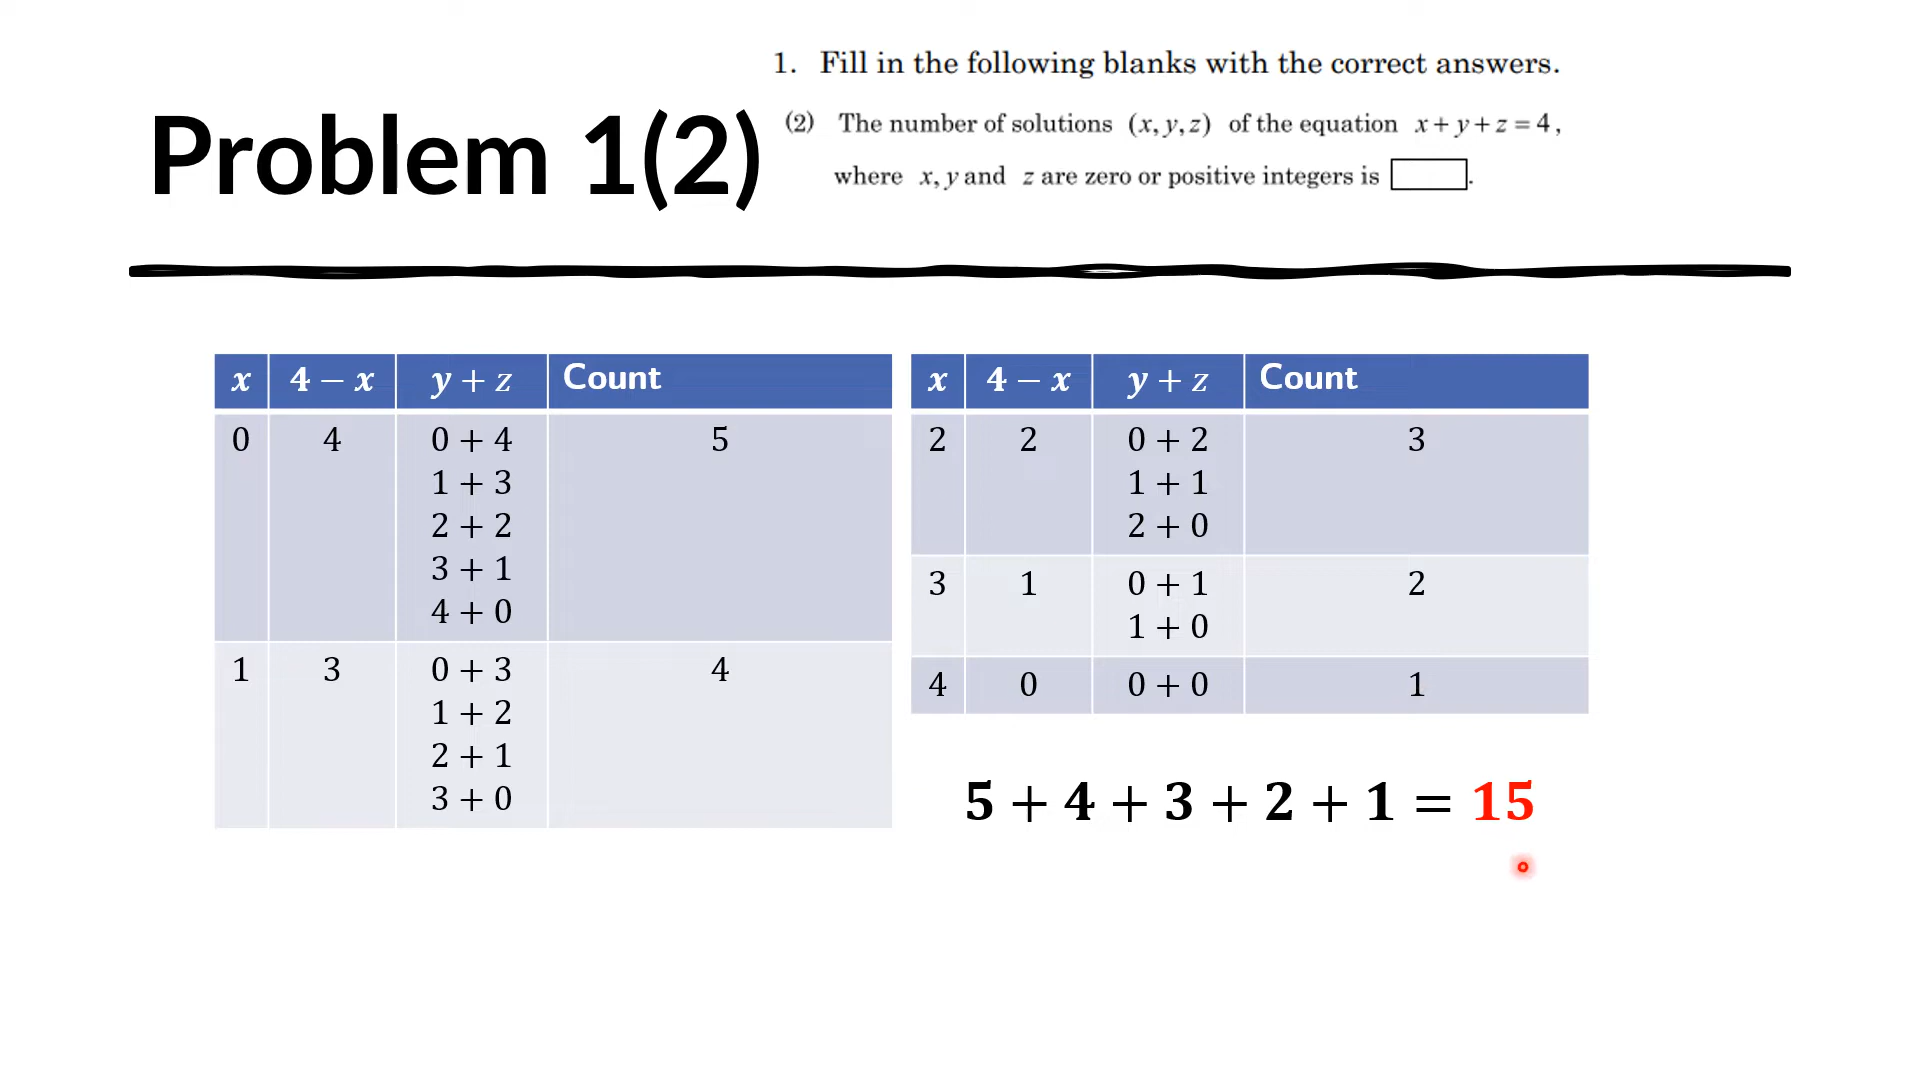 Problem 1(2)
1. Fill in the following blanks with the correct answers.
(2) The number of solutions (x, y, z) of the equation x + y + z = 4 ,
where x, y and z are zero or positive integers is .
x 4 − x y + z Count
0 4 0 + 4 5
1 + 3
2 + 2
3 + 1
4 + 0
1 3 0 + 3 4
1 + 2
2 + 1
3 + 0
x 4 − x y + z Count
2 2 0 + 2 3
1 + 1
2 + 0
3 1 0 + 1 2
1 + 0
4 0 0 + 0 1
5 + 4 + 3 + 2 + 1 = 15